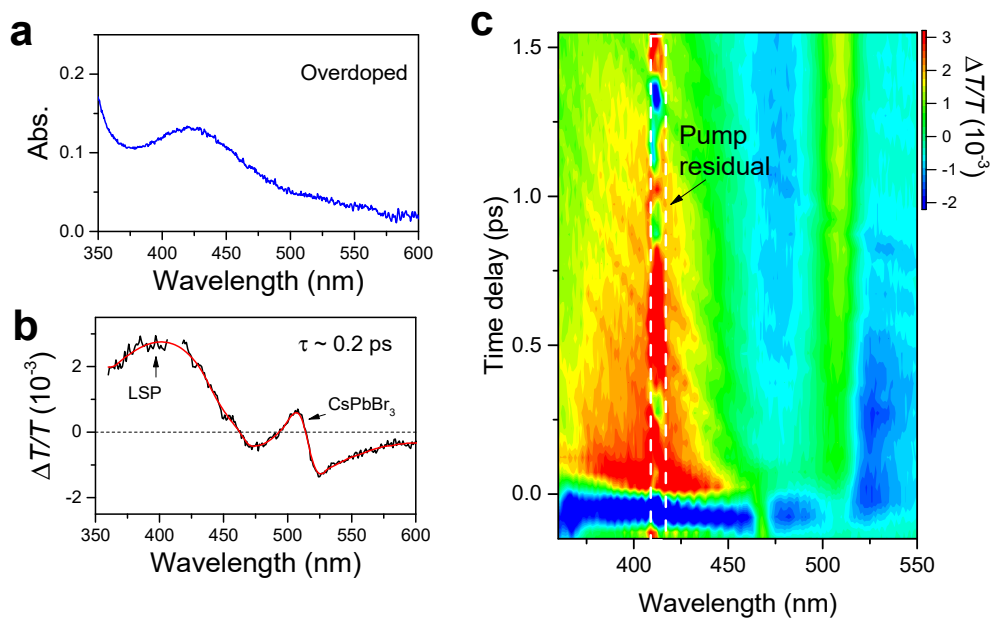 a
Overdoped
0.2
0.1
0.0
Abs.
350 400 450 500 550 600
Wavelength (nm)
b
τ ~ 0.2 ps
LSP
CsPbBr₃
2
0
-2
ΔT/T (10⁻³)
350 400 450 500 550 600
Wavelength (nm)
c
Pump
residual
1.5
1.0
0.5
0.0
Time delay (ps)
400 450 500 550
Wavelength (nm)
3
2
1
0
-1
-2
ΔT/T (10⁻³)